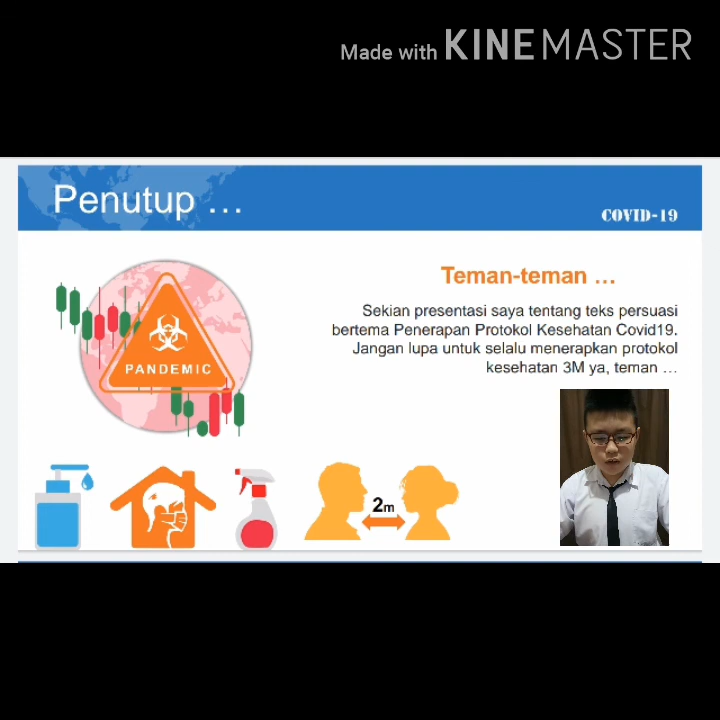 Made with KINEMASTER
Penutup ...
COVID-19
Teman-teman ...
Sekian presentasi saya tentang teks persuasi
bertema Penerapan Protokol Kesehatan Covid19.
Jangan lupa untuk selalu menerapkan protokol
kesehatan 3M ya, teman ...
PANDEMIC
2m